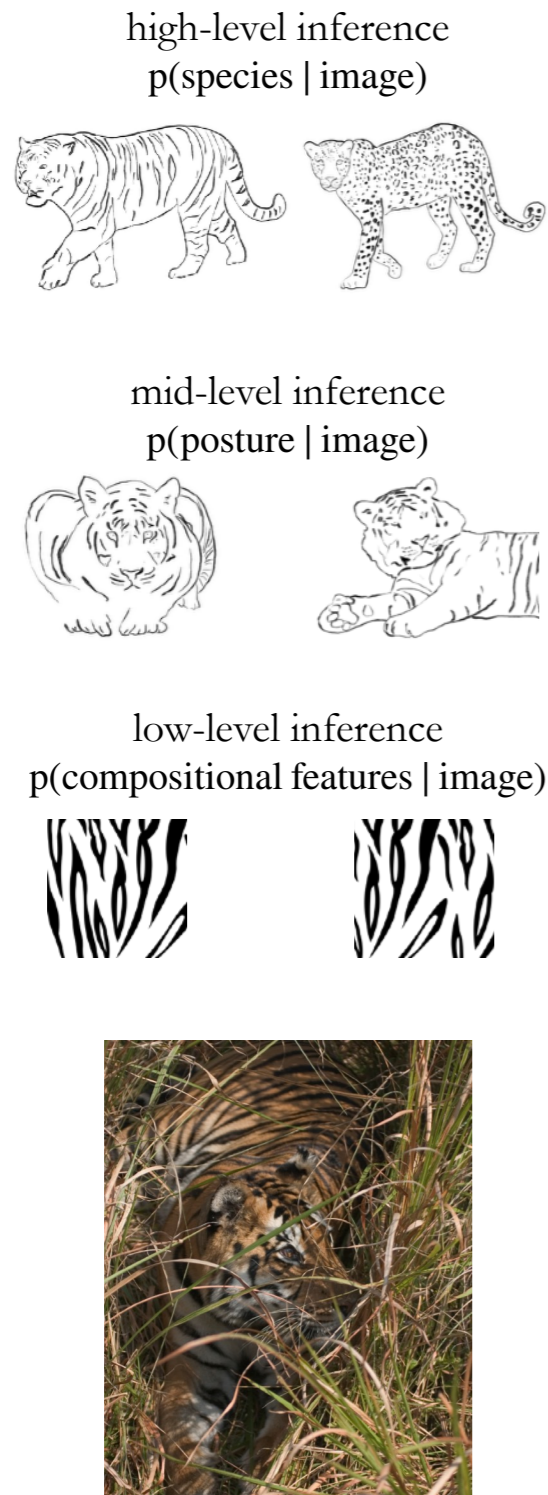 high-level inference
p(species | image)
mid-level inference
p(posture | image)
low-level inference
p(compositional features | image)